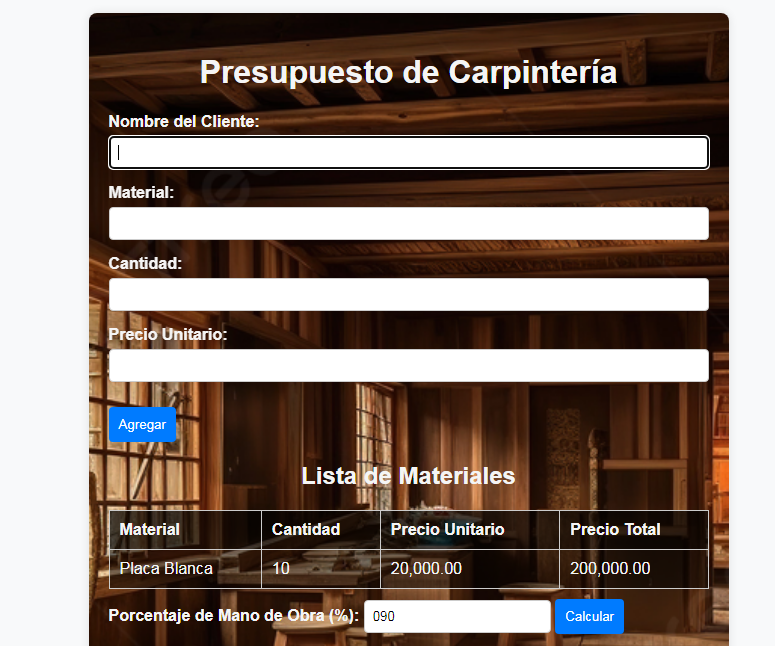 Presupuesto de Carpintería
Nombre del Cliente:
Material:
Cantidad:
Precio Unitario:
Agregar
Lista de Materiales
Material Cantidad Precio Unitario Precio Total
Placa Blanca 10 20,000.00 200,000.00
Porcentaje de Mano de Obra (%): 090 Calcular